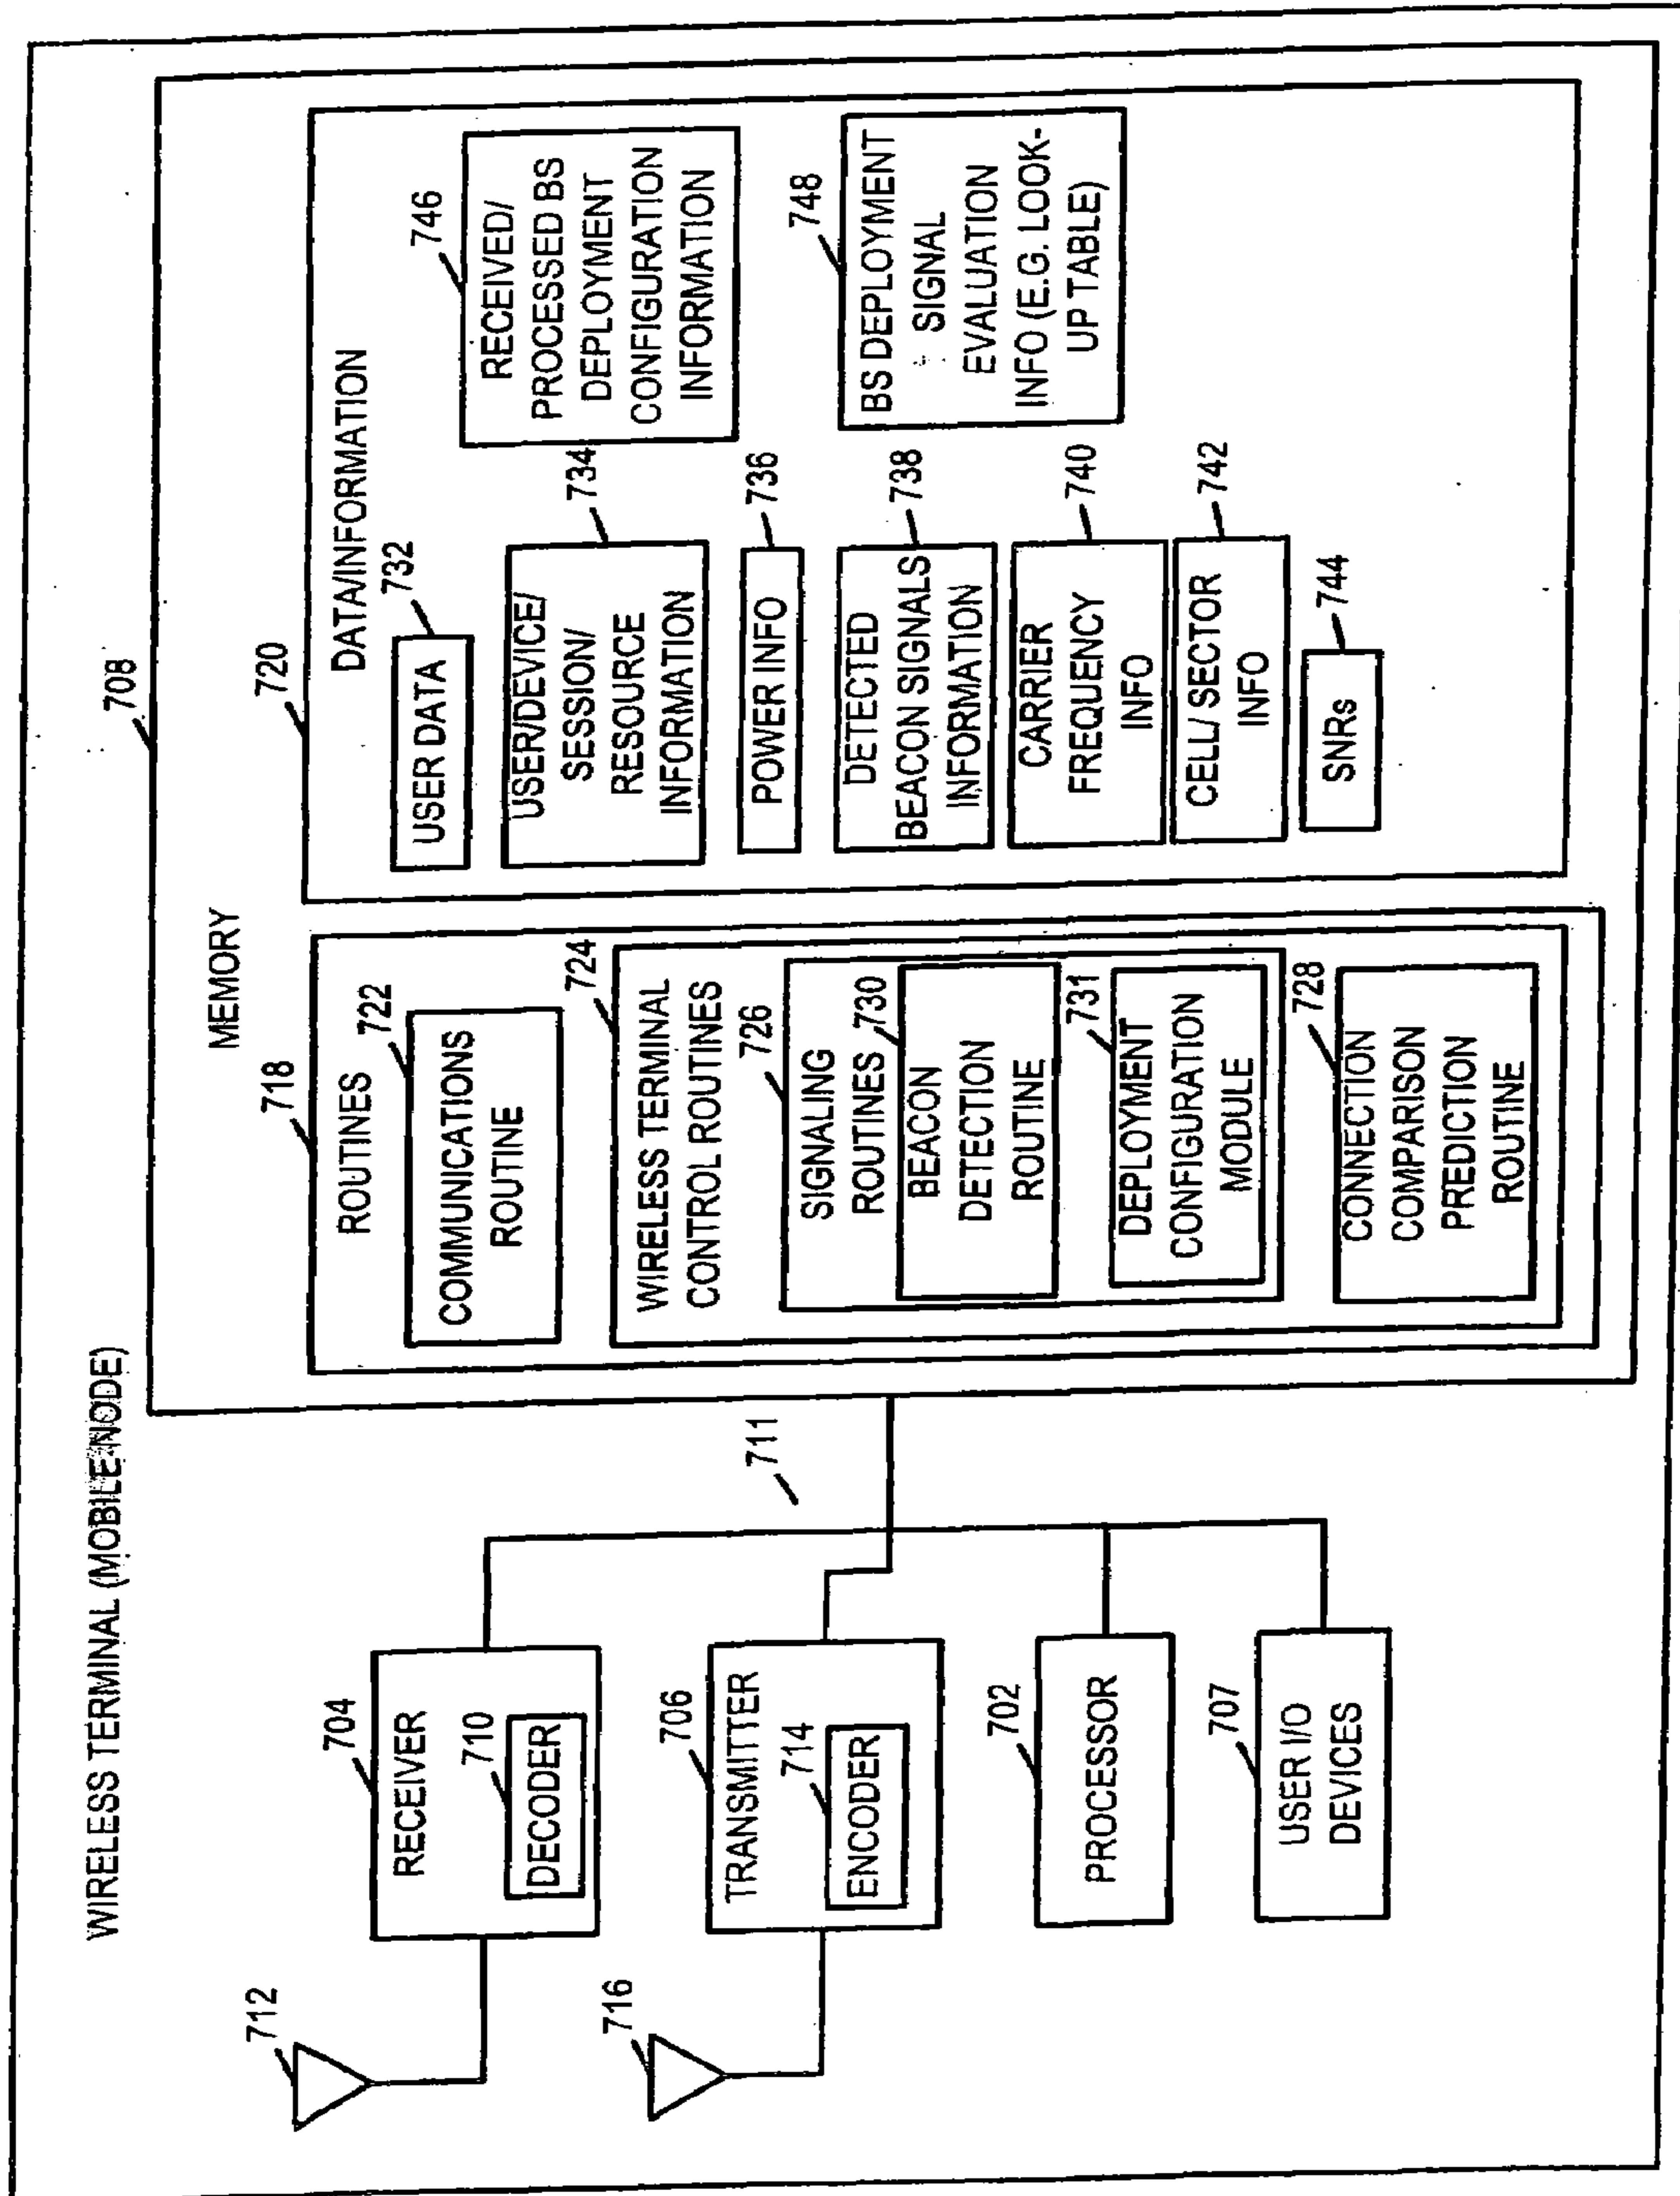 WIRELESS TERMINAL (MOBILE NODE)
712
704
RECEIVER
710
DECODER
716
706
TRANSMITTER
714
ENCODER
702
PROCESSOR
707
USER I/O
DEVICES
711
708
MEMORY
718
ROUTINES
722
COMMUNICATIONS
ROUTINE
724
WIRELESS TERMINAL
CONTROL ROUTINES
726
SIGNALING
ROUTINES
730
BEACON
DETECTION
ROUTINE
731
DEPLOYMENT
CONFIGURATION
MODULE
728
CONNECTION
COMPARISON
PREDICTION
ROUTINE
720
DATA/INFORMATION
732
USER DATA
734
USER/DEVICE/
SESSION/
RESOURCE
INFORMATION
736
POWER INFO
738
DETECTED
BEACON SIGNALS
INFORMATION
740
CARRIER
FREQUENCY
INFO
742
CELL/ SECTOR
INFO
744
SNRs
746
RECEIVED/
PROCESSED BS
DEPLOYMENT
CONFIGURATION
INFORMATION
748
BS DEPLOYMENT
SIGNAL
EVALUATION
INFO (E.G. LOOK-
UP TABLE)